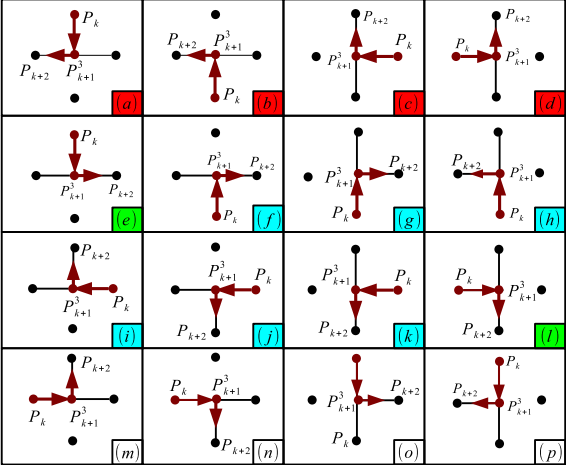 P_k
P_{k+2} P^3_{k+1}
(a)
P_{k+2} P^3_{k+1}
P_k
(b)
P_{k+2}
P^3_{k+1} P_k
(c)
P_{k+2}
P_k P^3_{k+1}
(d)
P_k
P^3_{k+1} P_{k+2}
(e)
P^3_{k+1} P_{k+2}
P_k
(f)
P^3_{k+1} P_{k+2}
P_k
(g)
P_{k+2} P^3_{k+1}
P_k
(h)
P_{k+2}
P^3_{k+1} P_k
(i)
P^3_{k+1} P_k
P_{k+2}
(j)
P^3_{k+1} P_k
P_{k+2}
(k)
P_k P^3_{k+1}
P_{k+2}
(l)
P_{k+2}
P_k P^3_{k+1}
(m)
P_k P^3_{k+1}
P_{k+2}
(n)
P^3_{k+1} P_{k+2}
P_k
(o)
P_k
P_{k+2} P^3_{k+1}
(p)